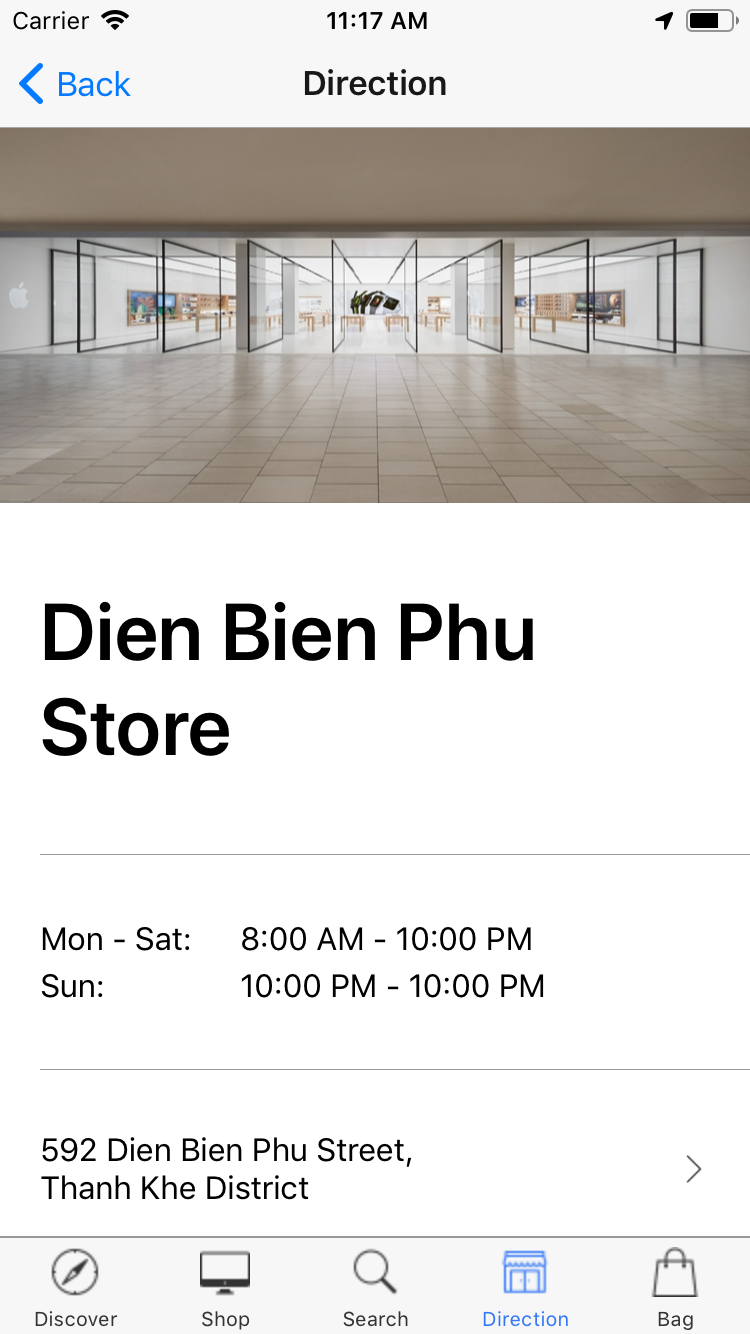 Carrier 11:17 AM
Back Direction
Dien Bien Phu
Store
Mon - Sat: 8:00 AM - 10:00 PM
Sun: 10:00 PM - 10:00 PM
592 Dien Bien Phu Street,
Thanh Khe District
Discover Shop Search Direction Bag